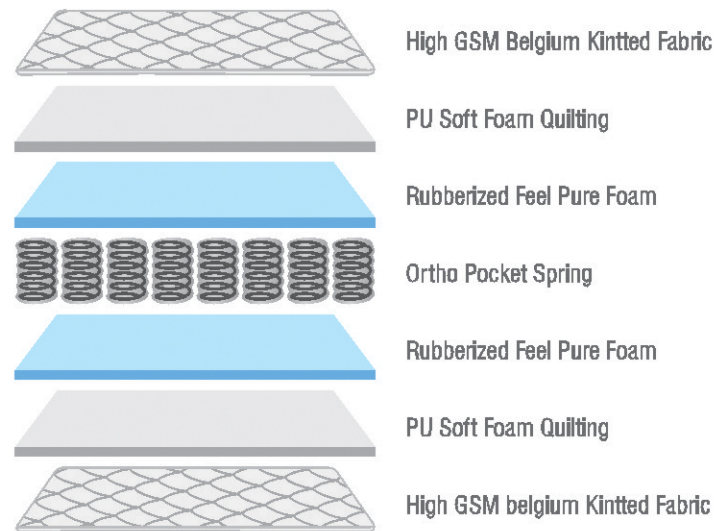 High GSM Belgium Kintted Fabric
PU Soft Foam Quilting
Rubberized Feel Pure Foam
Ortho Pocket Spring
Rubberized Feel Pure Foam
PU Soft Foam Quilting
High GSM belgium Kintted Fabric